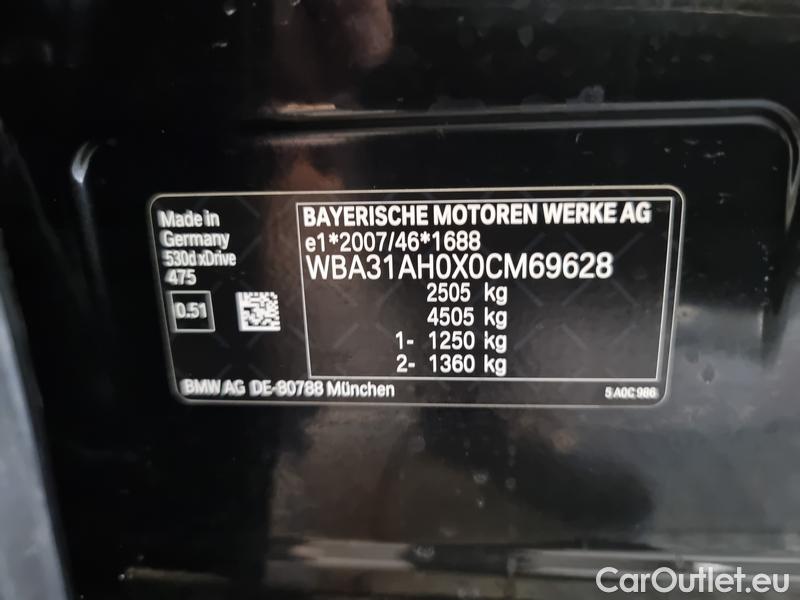 Made in
Germany
530d xDrive
475
0.51
BAYERISCHE MOTOREN WERKE AG
e1*2007/46*1688
WBA31AH0X0CM69628
2505 kg
4505 kg
1- 1250 kg
2- 1360 kg
BMW AG DE-80788 München
5 A0C 986
CarOutlet.eu